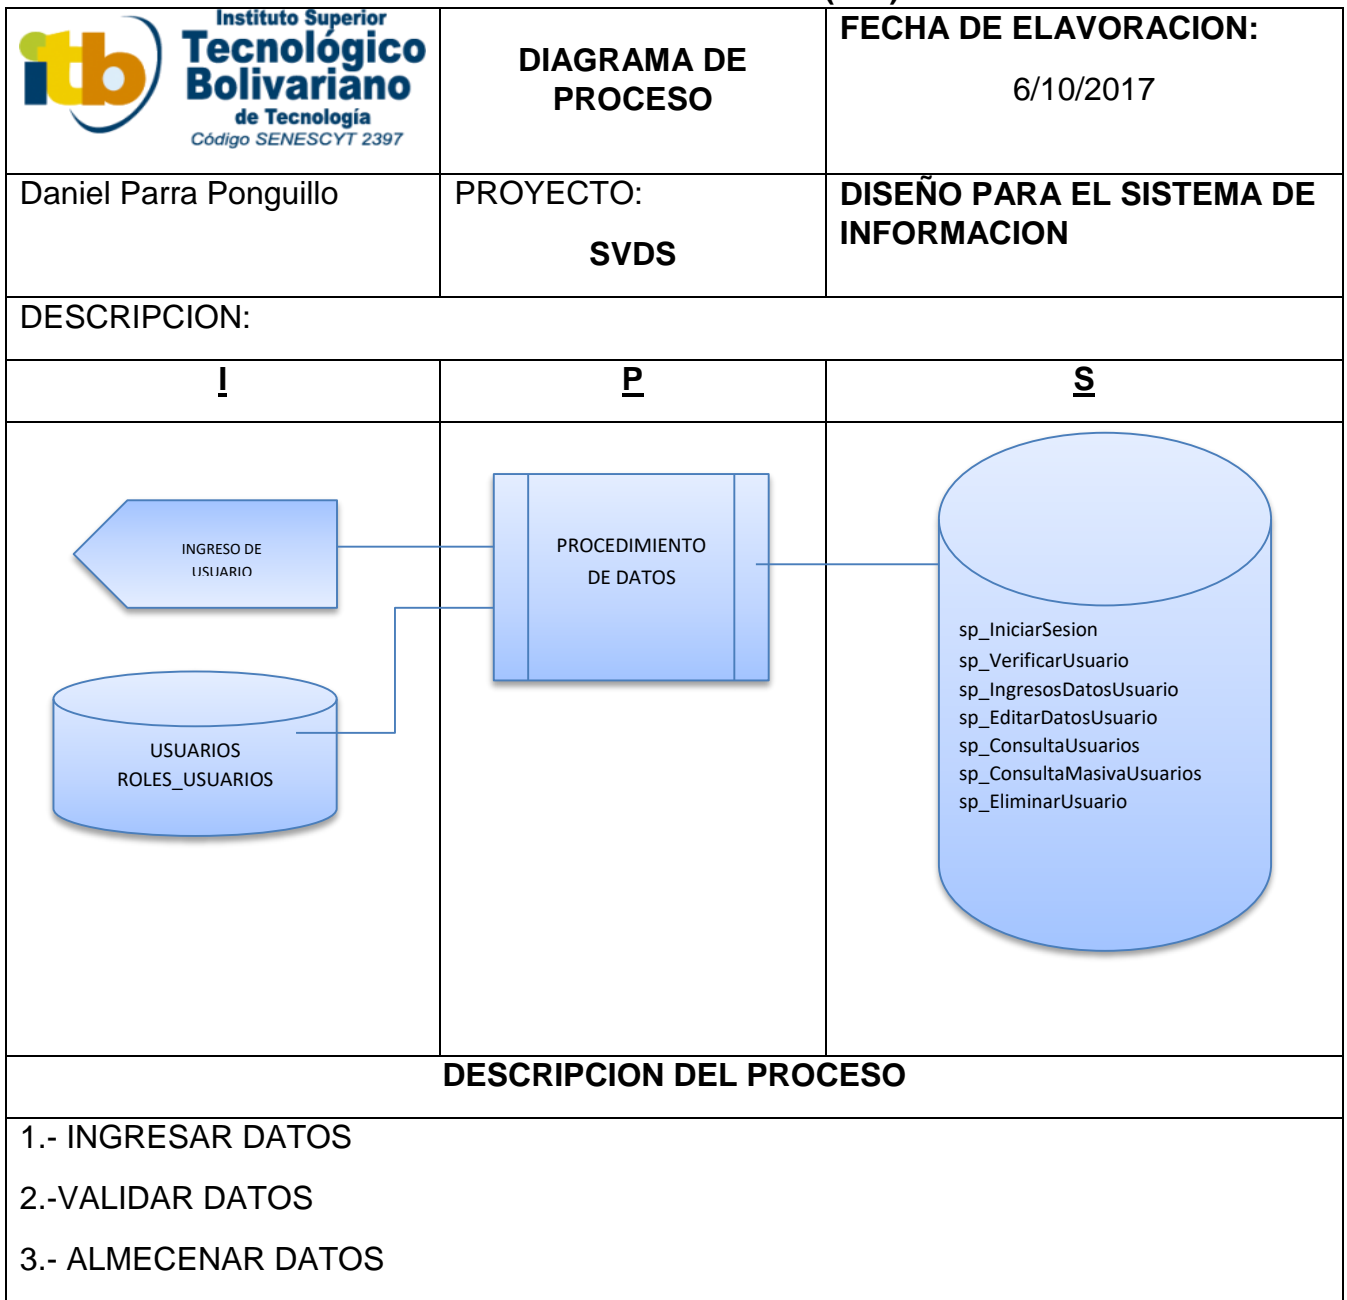 Instituto Superior
Tecnológico
Bolivariano
de Tecnología
Código SENESCYT 2397
itb
DIAGRAMA DE
PROCESO
FECHA DE ELAVORACION:
6/10/2017
Daniel Parra Ponguillo
PROYECTO:
SVDS
DISEÑO PARA EL SISTEMA DE
INFORMACION
DESCRIPCION:
I
P
S
INGRESO DE
USUARIO
USUARIOS
ROLES_USUARIOS
PROCEDIMIENTO
DE DATOS
sp_IniciarSesion
sp_VerificarUsuario
sp_IngresosDatosUsuario
sp_EditarDatosUsuario
sp_ConsultaUsuarios
sp_ConsultaMasivaUsuarios
sp_EliminarUsuario
DESCRIPCION DEL PROCESO
1.- INGRESAR DATOS
2.-VALIDAR DATOS
3.- ALMECENAR DATOS